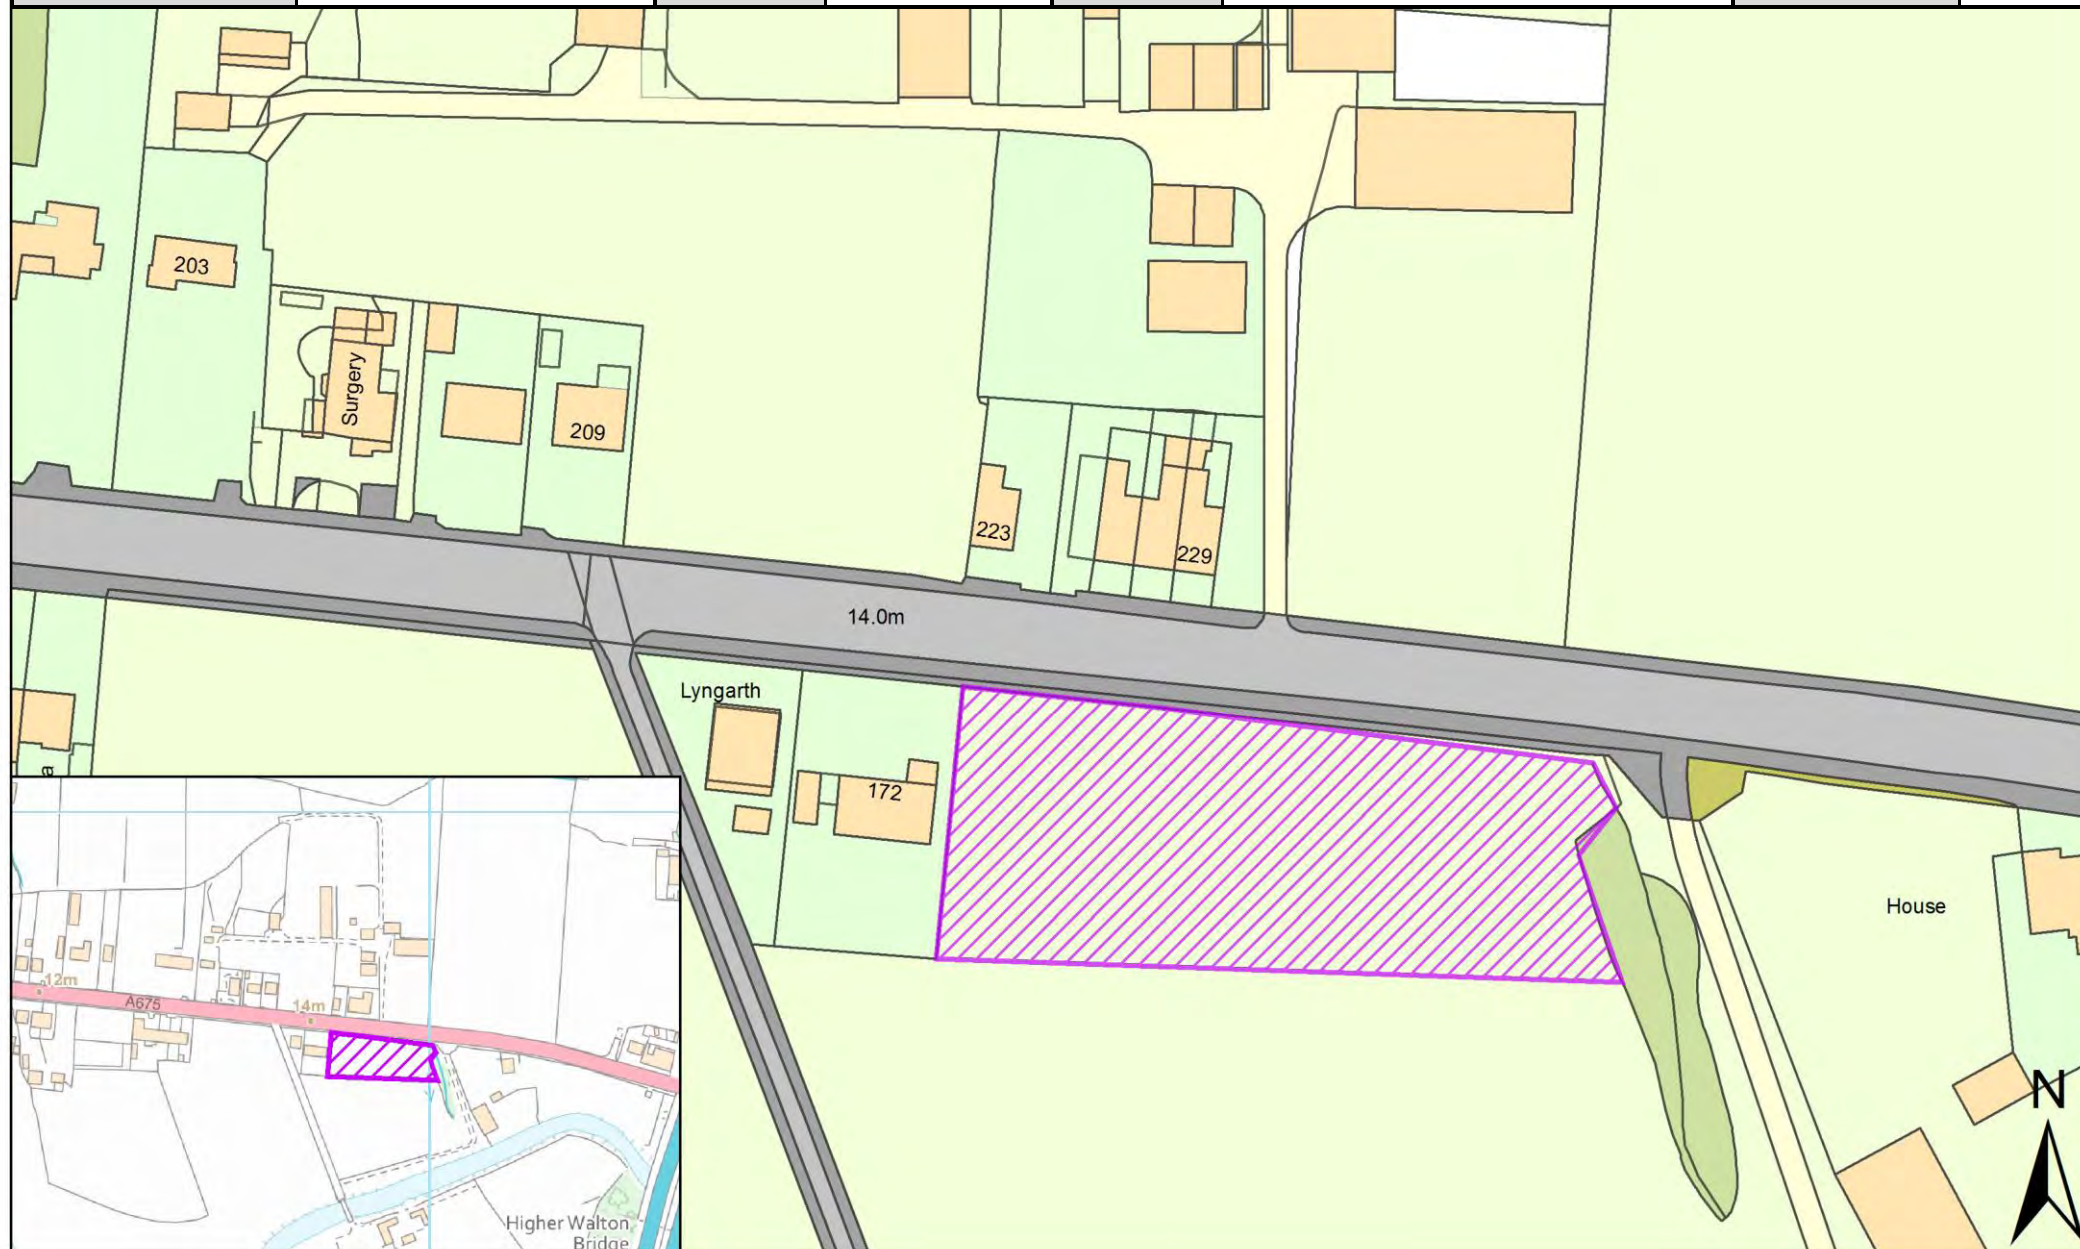 203
Surgery
209
223
229
14.0m
Lyngarth
172
a
House
N
12m
A675
14m
Higher Walton
Bridge